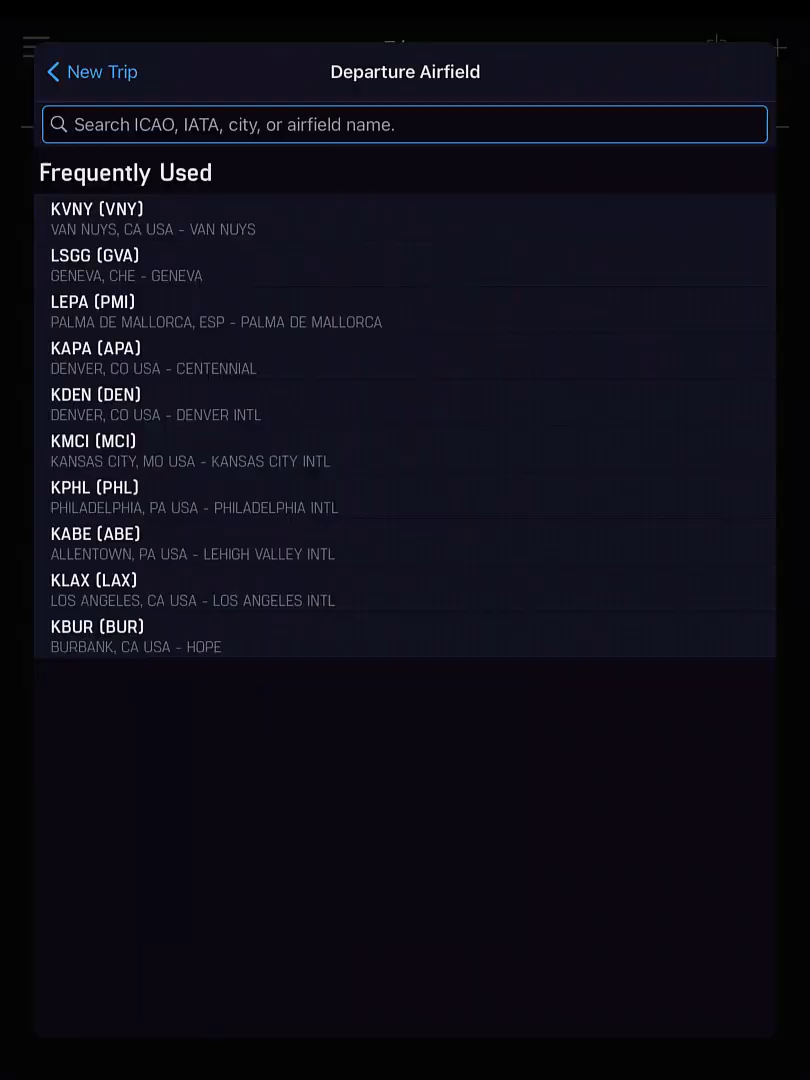 New Trip
Departure Airfield
Search ICAO, IATA, city, or airfield name.
Frequently Used
KVNY (VNY)
VAN NUYS, CA USA - VAN NUYS
LSGG (GVA)
GENEVA, CHE - GENEVA
LEPA (PMI)
PALMA DE MALLORCA, ESP - PALMA DE MALLORCA
KAPA (APA)
DENVER, CO USA - CENTENNIAL
KDEN (DEN)
DENVER, CO USA - DENVER INTL
KMCI (MCI)
KANSAS CITY, MO USA - KANSAS CITY INTL
KPHL (PHL)
PHILADELPHIA, PA USA - PHILADELPHIA INTL
KABE (ABE)
ALLENTOWN, PA USA - LEHIGH VALLEY INTL
KLAX (LAX)
LOS ANGELES, CA USA - LOS ANGELES INTL
KBUR (BUR)
BURBANK, CA USA - HOPE